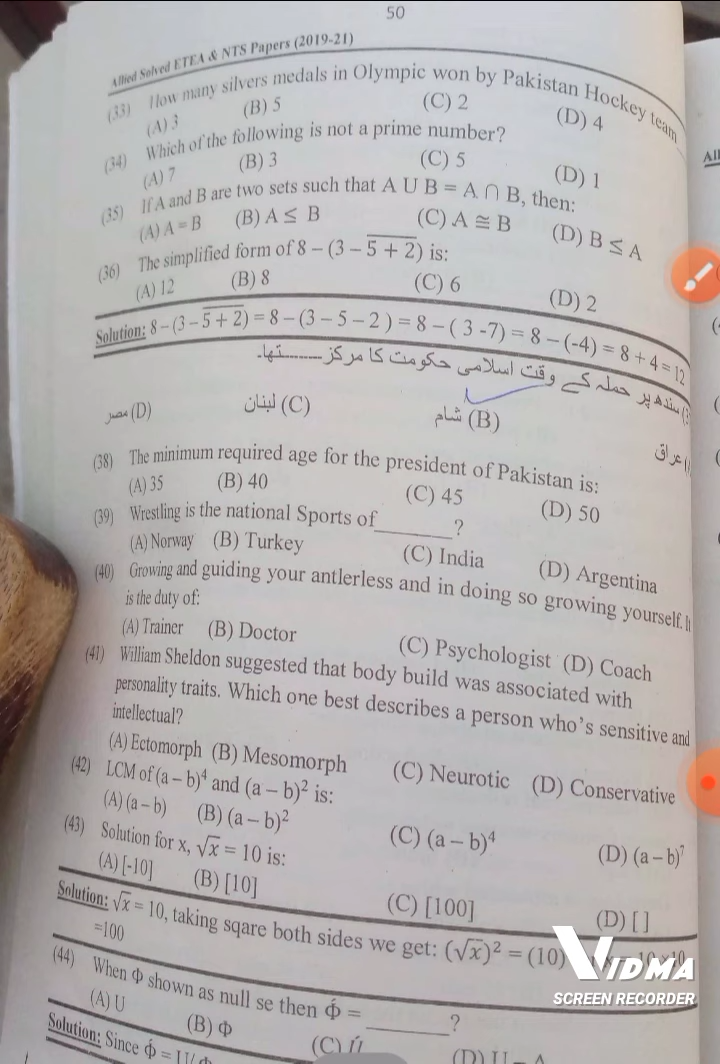 50
Allied Solved ETEA & NTS Papers (2019-21)
(33) How many silvers medals in Olympic won by Pakistan Hockey team
(A) 3 (B) 5 (C) 2 (D) 4
(34) Which of the following is not a prime number?
(A) 7 (B) 3 (C) 5 (D) 1
(35) If A and B are two sets such that A U B = A ∩ B, then:
(A) A = B (B) A ≤ B (C) A ≅ B (D) B ≤ A
(36) The simplified form of 8 – (3 – 5 + 2) is:
(A) 12 (B) 8 (C) 6 (D) 2
Solution: 8 – (3 – 5 + 2) = 8 – (3 – 5 – 2 ) = 8 – ( 3 -7) = 8 – (-4) = 8 + 4 = 12
سندھ پر حملہ کے وقت اسلامی حکومت کا مرکز ــــــ تھا۔
عراق (B) شام (C) لبنان (D) مصر
(38) The minimum required age for the president of Pakistan is:
(A) 35 (B) 40 (C) 45 (D) 50
(39) Wrestling is the national Sports of ______?
(A) Norway (B) Turkey (C) India (D) Argentina
(40) Growing and guiding your antlerless and in doing so growing yourself. It
is the duty of:
(A) Trainer (B) Doctor (C) Psychologist (D) Coach
(41) William Sheldon suggested that body build was associated with
personality traits. Which one best describes a person who's sensitive and
intellectual?
(A) Ectomorph (B) Mesomorph (C) Neurotic (D) Conservative
(42) LCM of (a – b)⁴ and (a – b)² is:
(A) (a – b) (B) (a – b)² (C) (a – b)⁴ (D) (a – b)⁷
(43) Solution for x, √x = 10 is:
(A) [-10] (B) [10] (C) [100] (D) [ ]
Solution: √x = 10, taking sqare both sides we get: (√x)² = (10)
=100
(44) When Φ shown as null se then Φ́ = ______?
(A) U (B) Φ (C) Ú
Solution: Since Φ́ = U/
VIDMA
SCREEN RECORDER